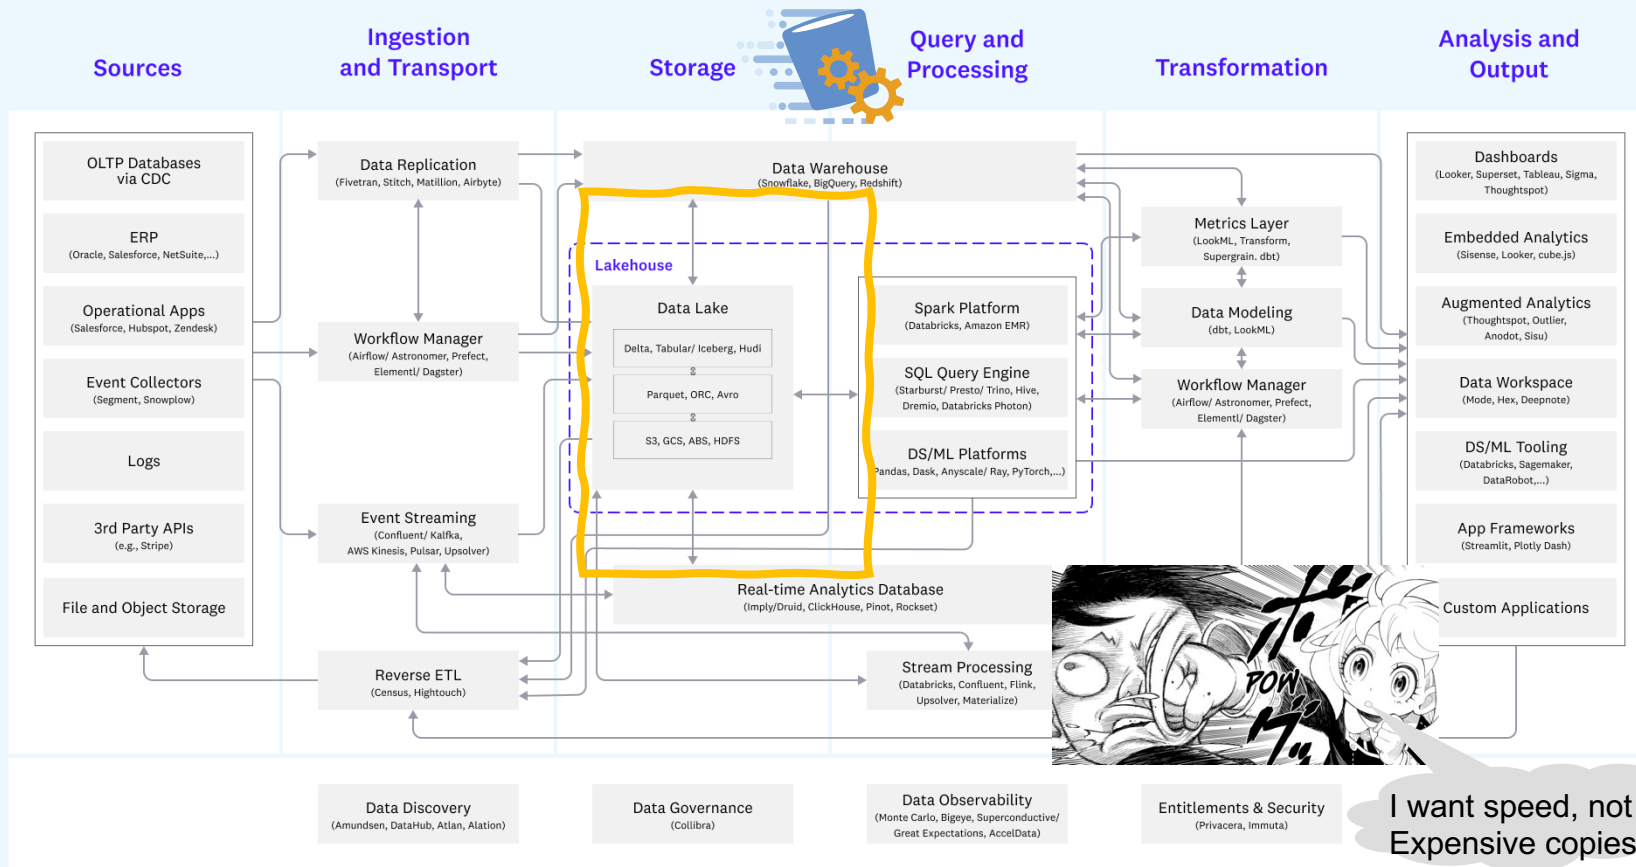 Sources
Ingestion
and Transport
Storage
Query and
Processing
Transformation
Analysis and
Output
OLTP Databases
via CDC
ERP
(Oracle, Salesforce, NetSuite,...)
Operational Apps
(Salesforce, Hubspot, Zendesk)
Event Collectors
(Segment, Snowplow)
Logs
3rd Party APIs
(e.g., Stripe)
File and Object Storage
Data Replication
(Fivetran, Stitch, Matillion, Airbyte)
Workflow Manager
(Airflow/ Astronomer, Prefect,
Elementl/ Dagster)
Event Streaming
(Confluent/ Kalfka,
AWS Kinesis, Pulsar, Upsolver)
Reverse ETL
(Census, Hightouch)
Data Warehouse
(Snowflake, BigQuery, Redshift)
Lakehouse
Data Lake
Delta, Tabular/ Iceberg, Hudi
Parquet, ORC, Avro
S3, GCS, ABS, HDFS
Spark Platform
(Databricks, Amazon EMR)
SQL Query Engine
(Starburst/ Presto/ Trino, Hive,
Dremio, Databricks Photon)
DS/ML Platforms
Pandas, Dask, Anyscale/ Ray, PyTorch,...)
Real-time Analytics Database
(Imply/Druid, ClickHouse, Pinot, Rockset)
Stream Processing
(Databricks, Confluent, Flink,
Upsolver, Materialize)
Metrics Layer
(LookML, Transform,
Supergrain. dbt)
Data Modeling
(dbt, LookML)
Workflow Manager
(Airflow/ Astronomer, Prefect,
Elementl/ Dagster)
Dashboards
(Looker, Superset, Tableau, Sigma,
Thoughtspot)
Embedded Analytics
(Sisense, Looker, cube.js)
Augmented Analytics
(Thoughtspot, Outlier,
Anodot, Sisu)
Data Workspace
(Mode, Hex, Deepnote)
DS/ML Tooling
(Databricks, Sagemaker,
DataRobot,...)
App Frameworks
(Streamlit, Plotly Dash)
Custom Applications
POW
Data Discovery
(Amundsen, DataHub, Atlan, Alation)
Data Governance
(Collibra)
Data Observability
(Monte Carlo, Bigeye, Superconductive/
Great Expectations, AccelData)
Entitlements & Security
(Privacera, Immuta)
I want speed, not
Expensive copies